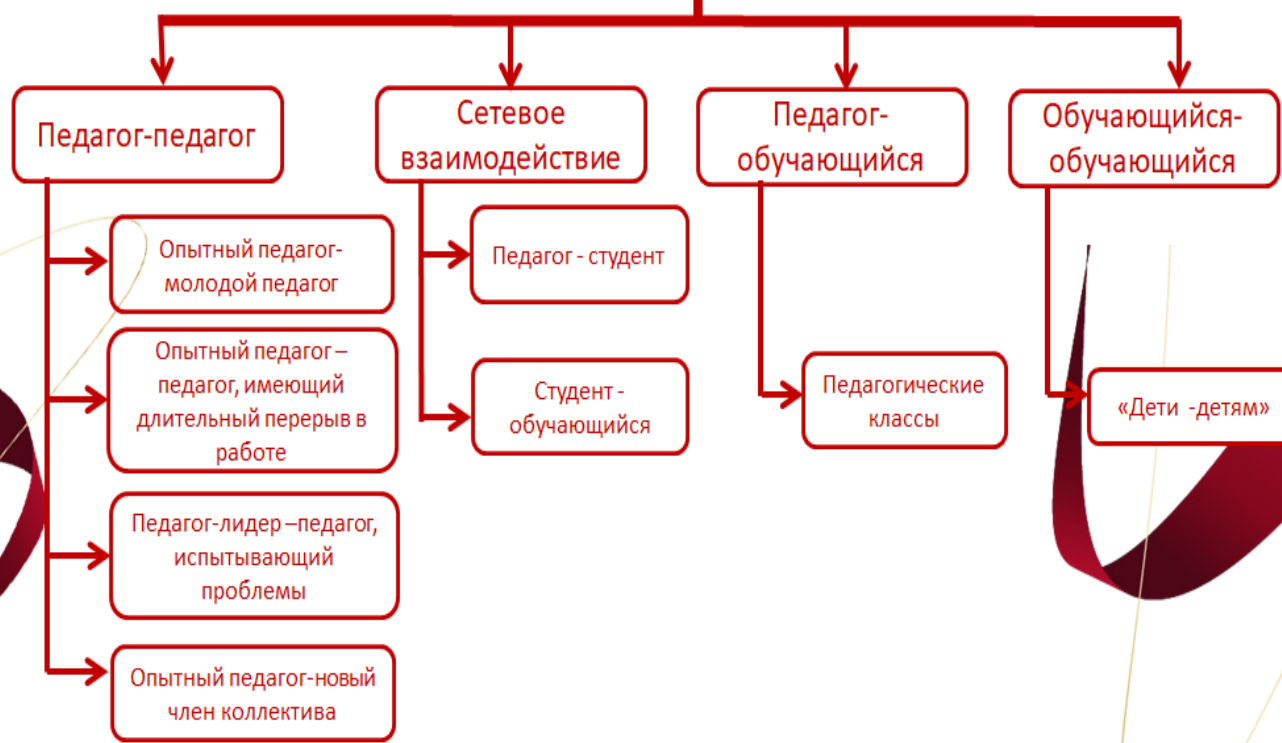 Педагог-педагог
Опытный педагог-
молодой педагог
Опытный педагог –
педагог, имеющий
длительный перерыв в
работе
Педагог-лидер –педагог,
испытывающий
проблемы
Опытный педагог-новый
член коллектива
Сетевое
взаимодействие
Педагог - студент
Студент -
обучающийся
Педагог-
обучающийся
Педагогические
классы
Обучающийся-
обучающийся
«Дети -детям»